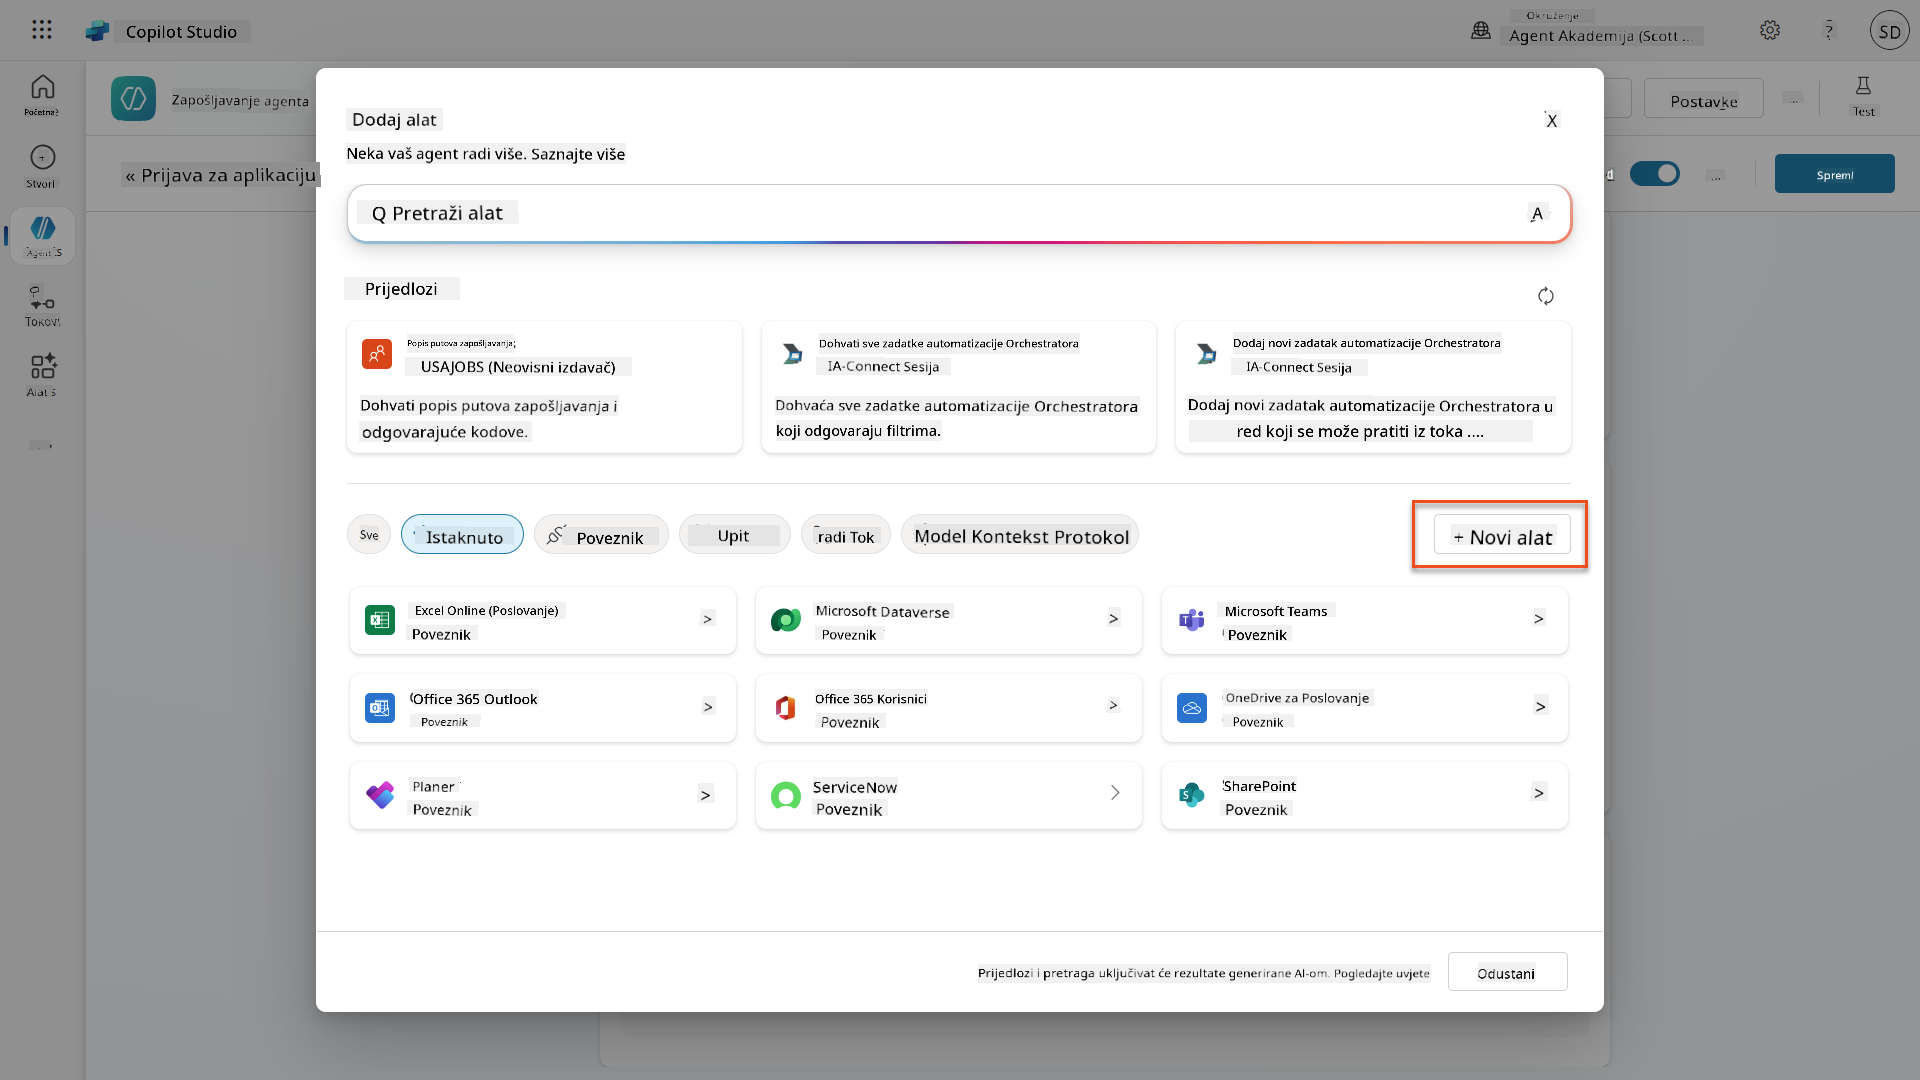 Copilot Studio
Okruženje
Agent Akademija (Scott ...
?
SD
Početna
Stvori
Tokovi
Zapošljavanje agenta
Postavke
...
Test
« Prijava za aplikaciju
...
Dodaj alat
X
Neka vaš agent radi više. Saznajte više
Q Pretraži alat
A
Prijedlozi
Popis putova zapošljavanja;
USAJOBS (Neovisni izdavač)
Dohvati popis putova zapošljavanja i
odgovarajuće kodove.
Dohvati sve zadatke automatizacije Orchestratora
IA-Connect Sesija
Dohvaća sve zadatke automatizacije Orchestratora
koji odgovaraju filtrima.
Dodaj novi zadatak automatizacije Orchestratora
IA-Connect Sesija
Dodaj novi zadatak automatizacije Orchestratora u
red koji se može pratiti iz toka ....
Sve
Istaknuto
Poveznik
Upit
radi Tok
Model Kontekst Protokol
+ Novi alat
Excel Online (Poslovanje)
Poveznik
>
Microsoft Dataverse
Poveznik
>
Microsoft Teams
Poveznik
>
Office 365 Outlook
Poveznik
>
Office 365 Korisnici
Poveznik
>
OneDrive za Poslovanje
Poveznik
>
Planer
Poveznik
>
ServiceNow
Poveznik
SharePoint
Poveznik
>
Prijedlozi i pretraga uključivat će rezultate generirane AI-om. Pogledajte uvjete
Odustani